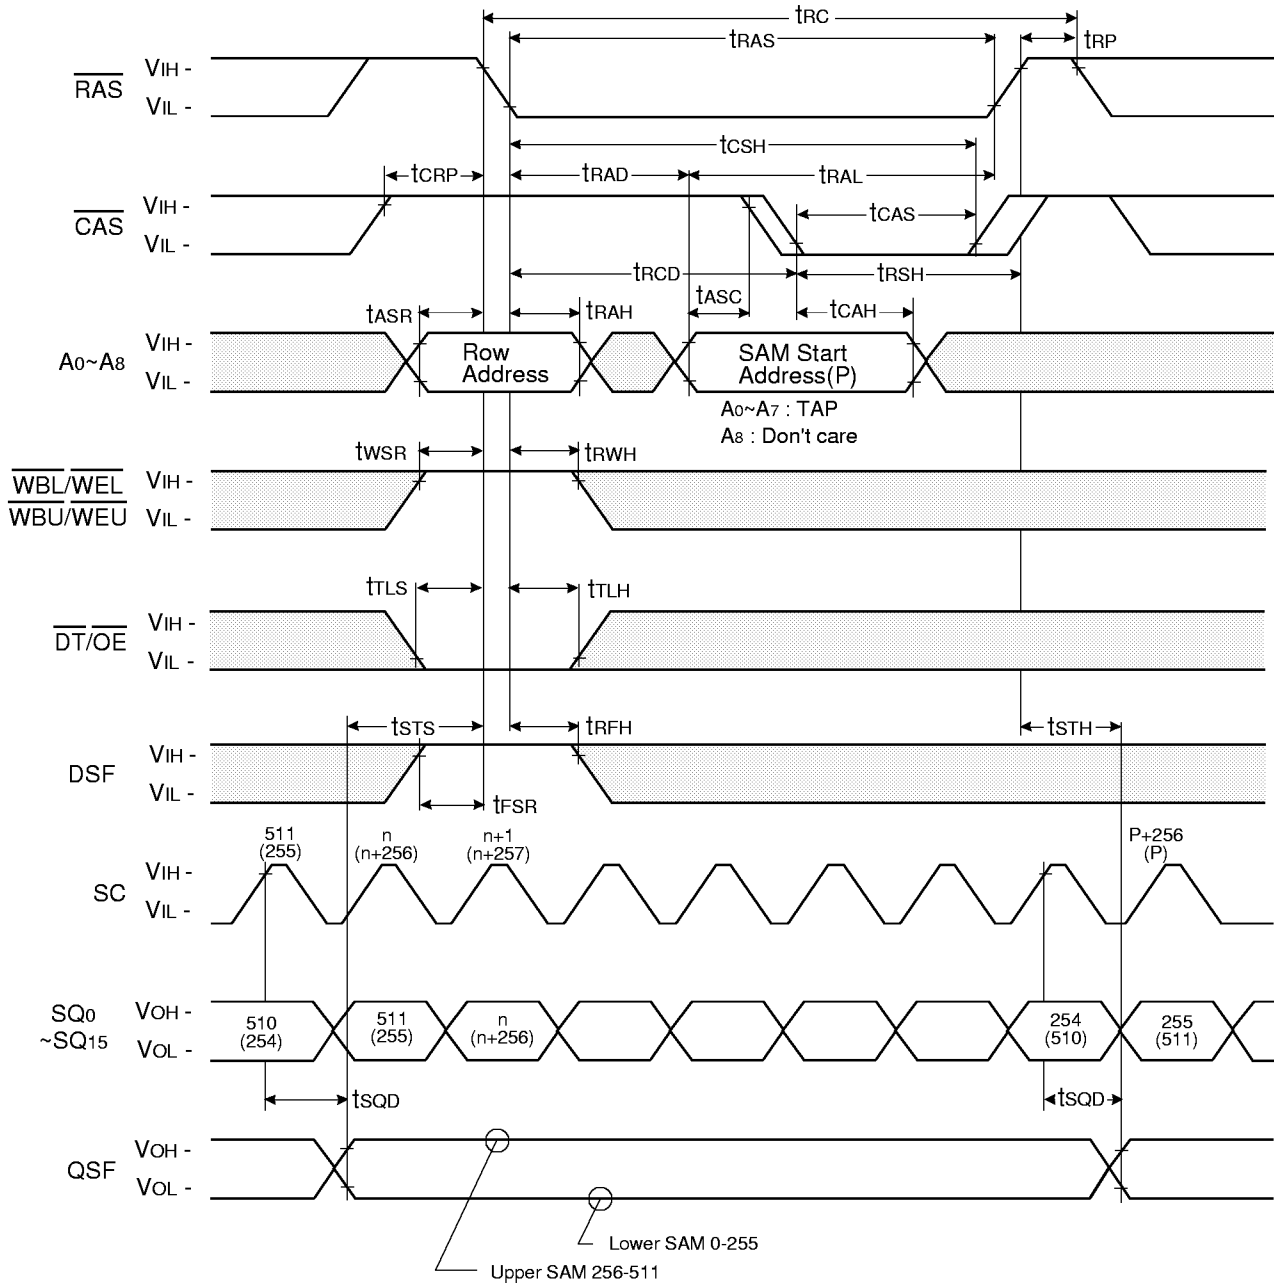 tRC
tRAS
tRP
RAS
VIH -
VIL -
tCSH
tCRP
tRAD
tRAL
CAS
VIH -
VIL -
tCAS
tRCD
tRSH
tASC
tASR
tRAH
tCAH
A0~A8
VIH -
VIL -
Row
Address
SAM Start
Address(P)
A0~A7 : TAP
A8 : Don't care
tWSR
tRWH
WBL/WEL
WBU/WEU
VIH -
VIL -
tTLS
tTLH
DT/OE
VIH -
VIL -
tSTS
tRFH
tSTH
DSF
VIH -
VIL -
tFSR
511
(255)
n
(n+256)
n+1
(n+257)
P+256
(P)
SC
VIH -
VIL -
SQ0
~SQ15
VOH -
VOL -
510
(254)
511
(255)
n
(n+256)
254
(510)
255
(511)
tSQD
tSQD
QSF
VOH -
VOL -
Lower SAM 0-255
Upper SAM 256-511